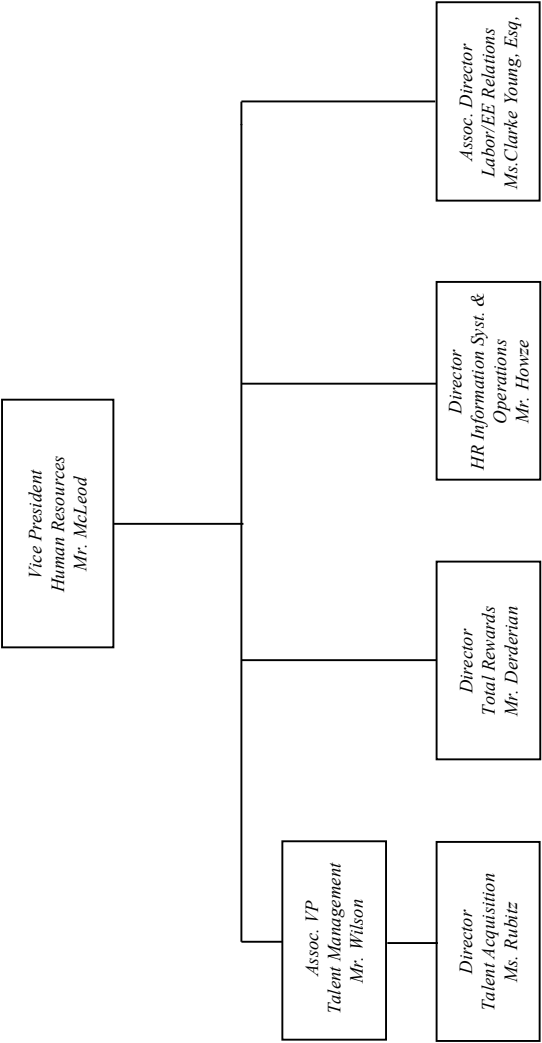 Vice President
Human Resources
Mr. McLeod
Assoc. VP
Talent Management
Mr. Wilson
Director
Talent Acquisition
Ms. Rubitz
Director
Total Rewards
Mr. Derderian
Director
HR Information Syst. &
Operations
Mr. Howze
Assoc. Director
Labor/EE Relations
Ms.Clarke Young, Esq,